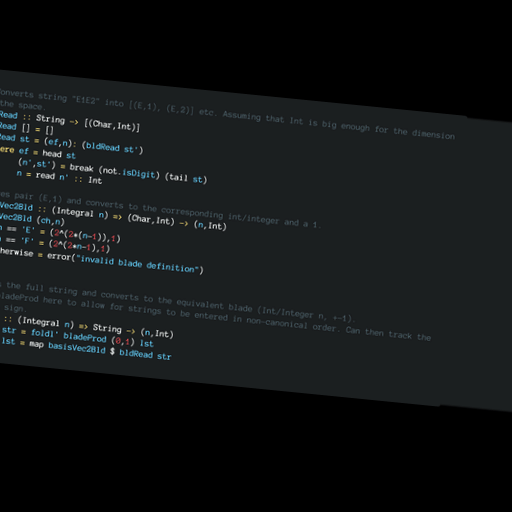 onverts string "E1E2" into [(E,1), (E,2)] etc. Assuming that Int is big enough for the dimension
the space.
Read :: String -> [(Char,Int)]
Read [] = []
Read st = (ef,n): (bldRead st')
ere ef = head st
(n',st') = break (not.isDigit) (tail st)
n = read n' :: Int
es pair (E,1) and converts to the corresponding int/integer and a 1.
Vec2Bld :: (Integral n) => (Char,Int) -> (n,Int)
Vec2Bld (ch,n)
== 'E' = (2^(2*(n-1)),1)
== 'F' = (2^(2*n-1),1)
therwise = error("invalid blade definition")
s the full string and converts to the equivalent blade (Int/Integer n, +-1).
bladeProd here to allow for strings to be entered in non-canonical order. Can then track the
sign.
:: (Integral n) => String -> (n,Int)
str = foldl' bladeProd (0,1) lst
lst = map basisVec2Bld $ bldRead str